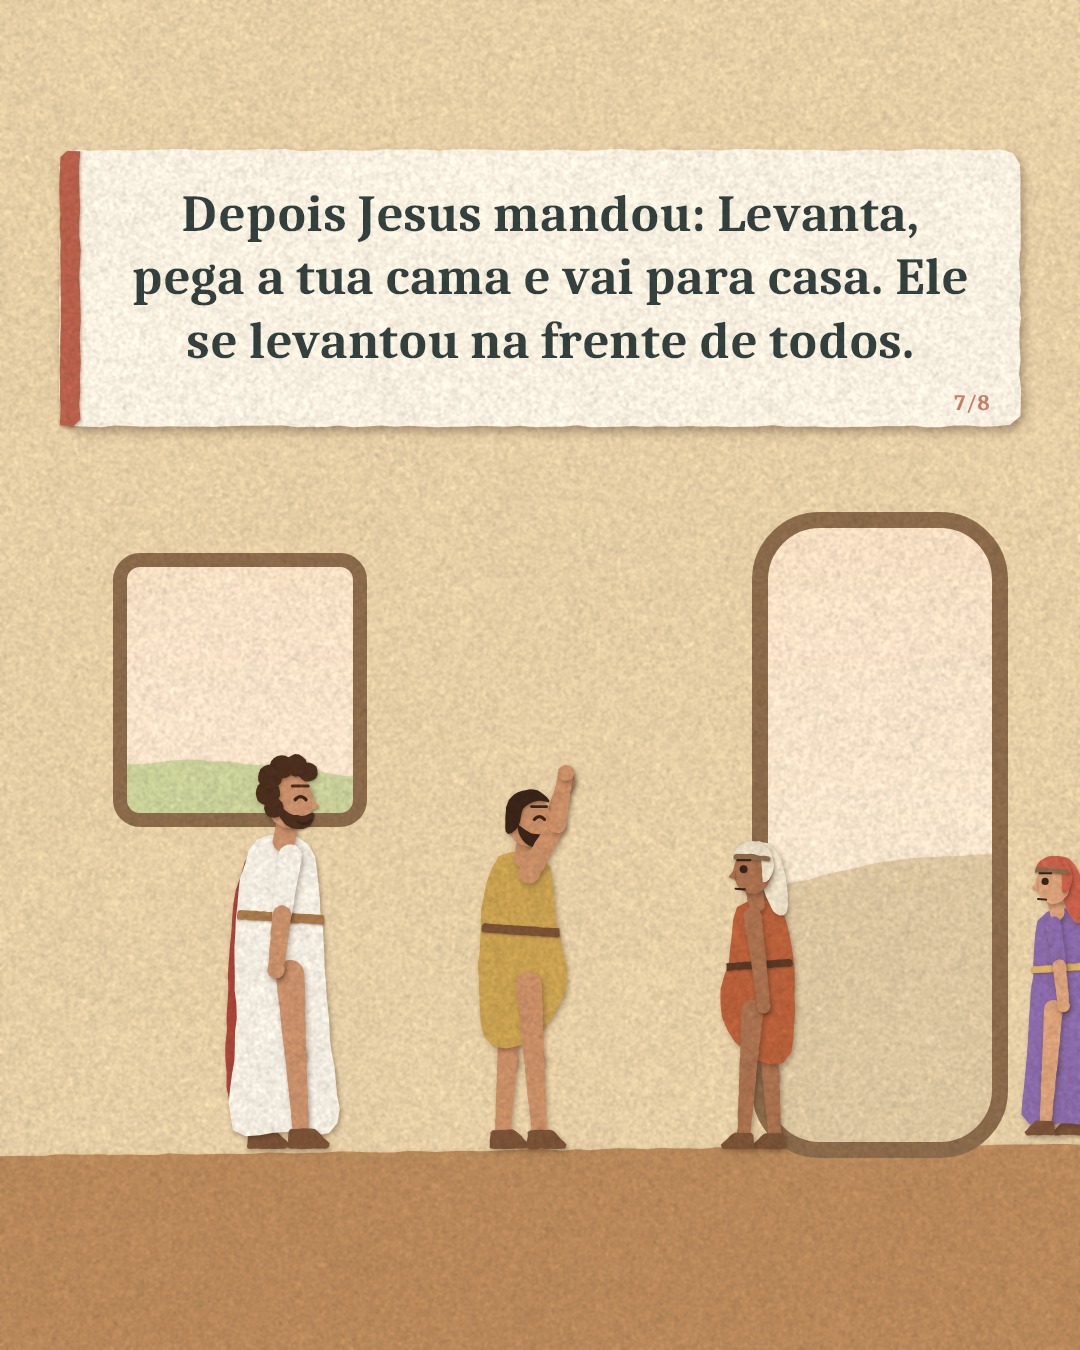 Depois Jesus mandou: Levanta,
pega a tua cama e vai para casa. Ele
se levantou na frente de todos.
7/8